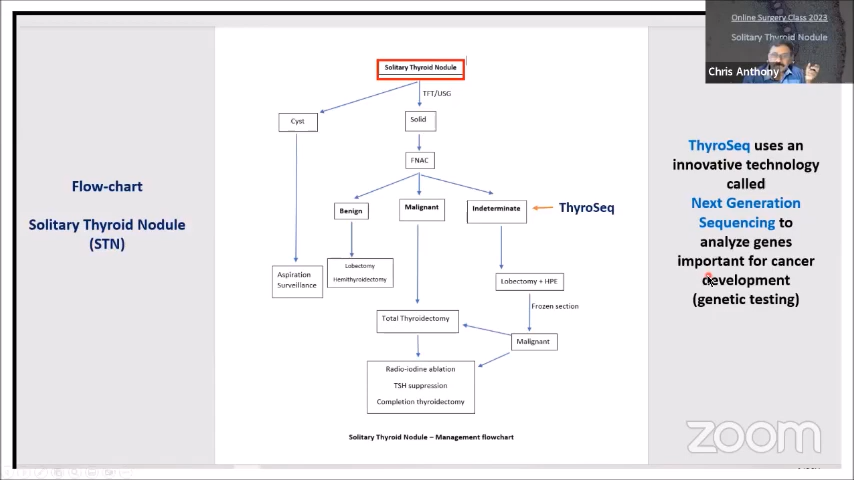 Online Surgery Class 2023
Solitary Thyroid Nodule
Chris Anthony
Flow-chart
Solitary Thyroid Nodule
(STN)
Solitary Thyroid Nodule
TFT/USG
Cyst
Solid
FNAC
Benign
Malignant
Indeterminate
ThyroSeq
Aspiration
Surveillance
Lobectomy
Hemithyroidectomy
Lobectomy + HPE
Frozen section
Total Thyroidectomy
Malignant
Radio-iodine ablation
TSH suppression
Completion thyroidectomy
Solitary Thyroid Nodule – Management flowchart
ThyroSeq uses an
innovative technology
called
Next Generation
Sequencing to
analyze genes
important for cancer
development
(genetic testing)
zoom